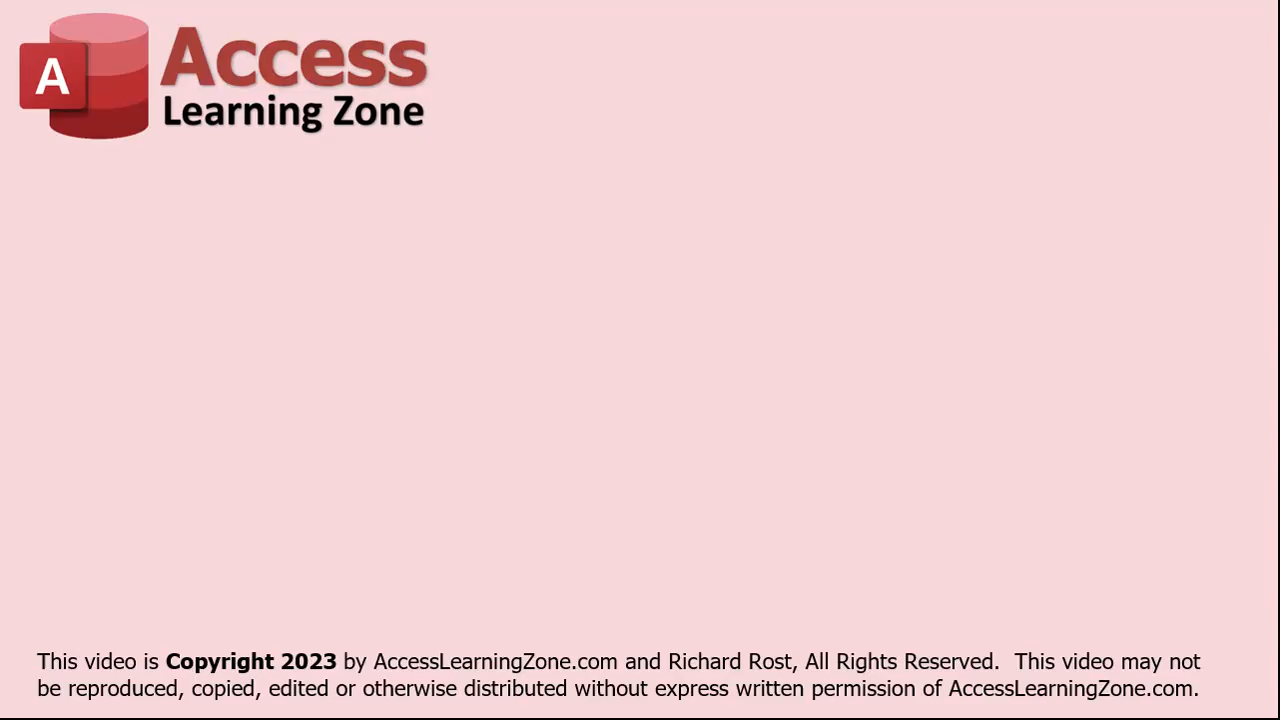 A
Access
Learning Zone
This video is Copyright 2023 by AccessLearningZone.com and Richard Rost, All Rights Reserved.  This video may not
be reproduced, copied, edited or otherwise distributed without express written permission of AccessLearningZone.com.